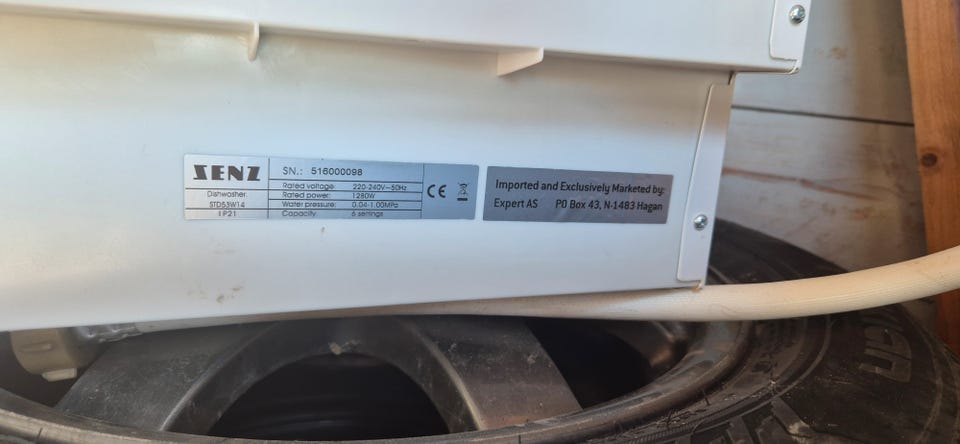 SENZ
SN.: 516000098
Dishwasher
STD53W14
IP21
Rated voltage: 220-240V~50Hz
Rated power: 1280W
Water pressure: 0.04-1.00MPa
Capacity: 6 settings
CE
Imported and Exclusively Marketed by:
Expert AS PO Box 43, N-1483 Hagan